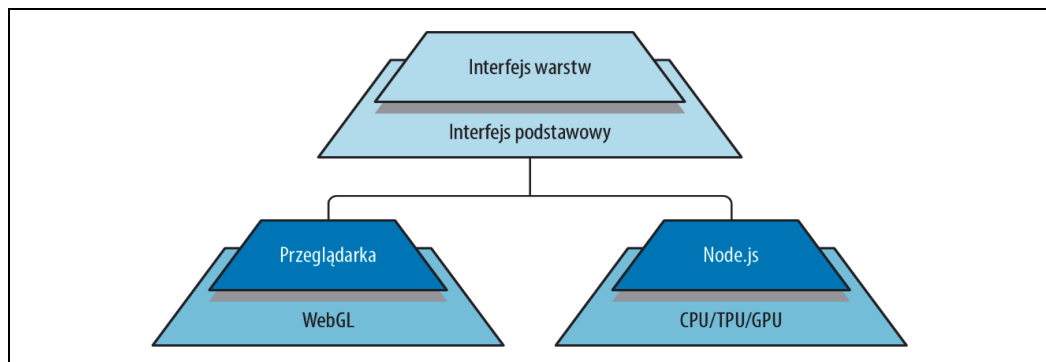 Interfejs warstw
Interfejs podstawowy
Przeglądarka
WebGL
Node.js
CPU/TPU/GPU